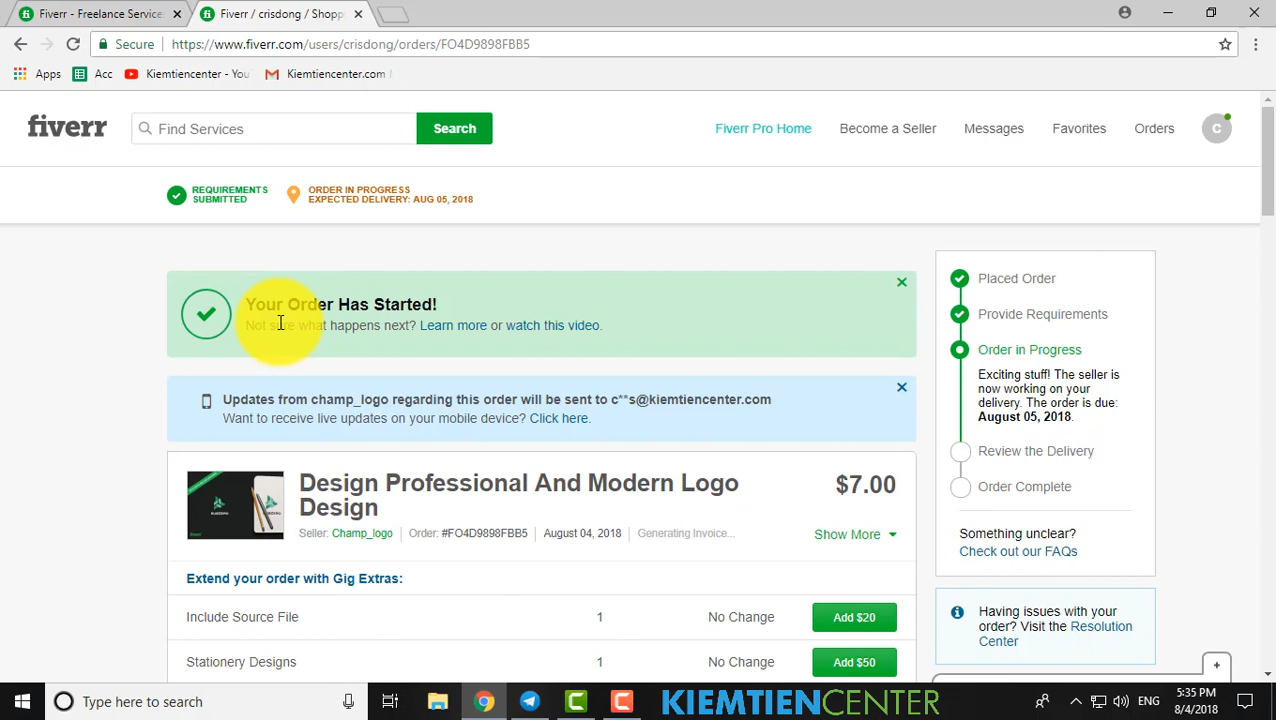 Fiverr - Freelance Services
Fiverr / crisdong / Shopp
Secure
https://www.fiverr.com/users/crisdong/orders/FO4D9898FBB5
Apps
Acc
Kiemtiencenter - You
Kiemtiencenter.com
fiverr
Find Services
Search
Fiverr Pro Home
Become a Seller
Messages
Favorites
Orders
C
REQUIREMENTS
SUBMITTED
ORDER IN PROGRESS
EXPECTED DELIVERY: AUG 05, 2018
Your Order Has Started!
Not sure what happens next? Learn more or watch this video.
Updates from champ_logo regarding this order will be sent to c**s@kiemtiencenter.com
Want to receive live updates on your mobile device? Click here.
Design Professional And Modern Logo
Design
$7.00
Seller: Champ_logo
Order: #FO4D9898FBB5
August 04, 2018
Generating Invoice...
Show More
Extend your order with Gig Extras:
Include Source File 1 No Change Add $20
Stationery Designs 1 No Change Add $50
Placed Order
Provide Requirements
Order in Progress
Exciting stuff! The seller is
now working on your
delivery. The order is due:
August 05, 2018.
Review the Delivery
Order Complete
Something unclear?
Check out our FAQs
Having issues with your
order? Visit the Resolution
Center
Type here to search
KIEMTIENCENTER
ENG
5:35 PM
8/4/2018